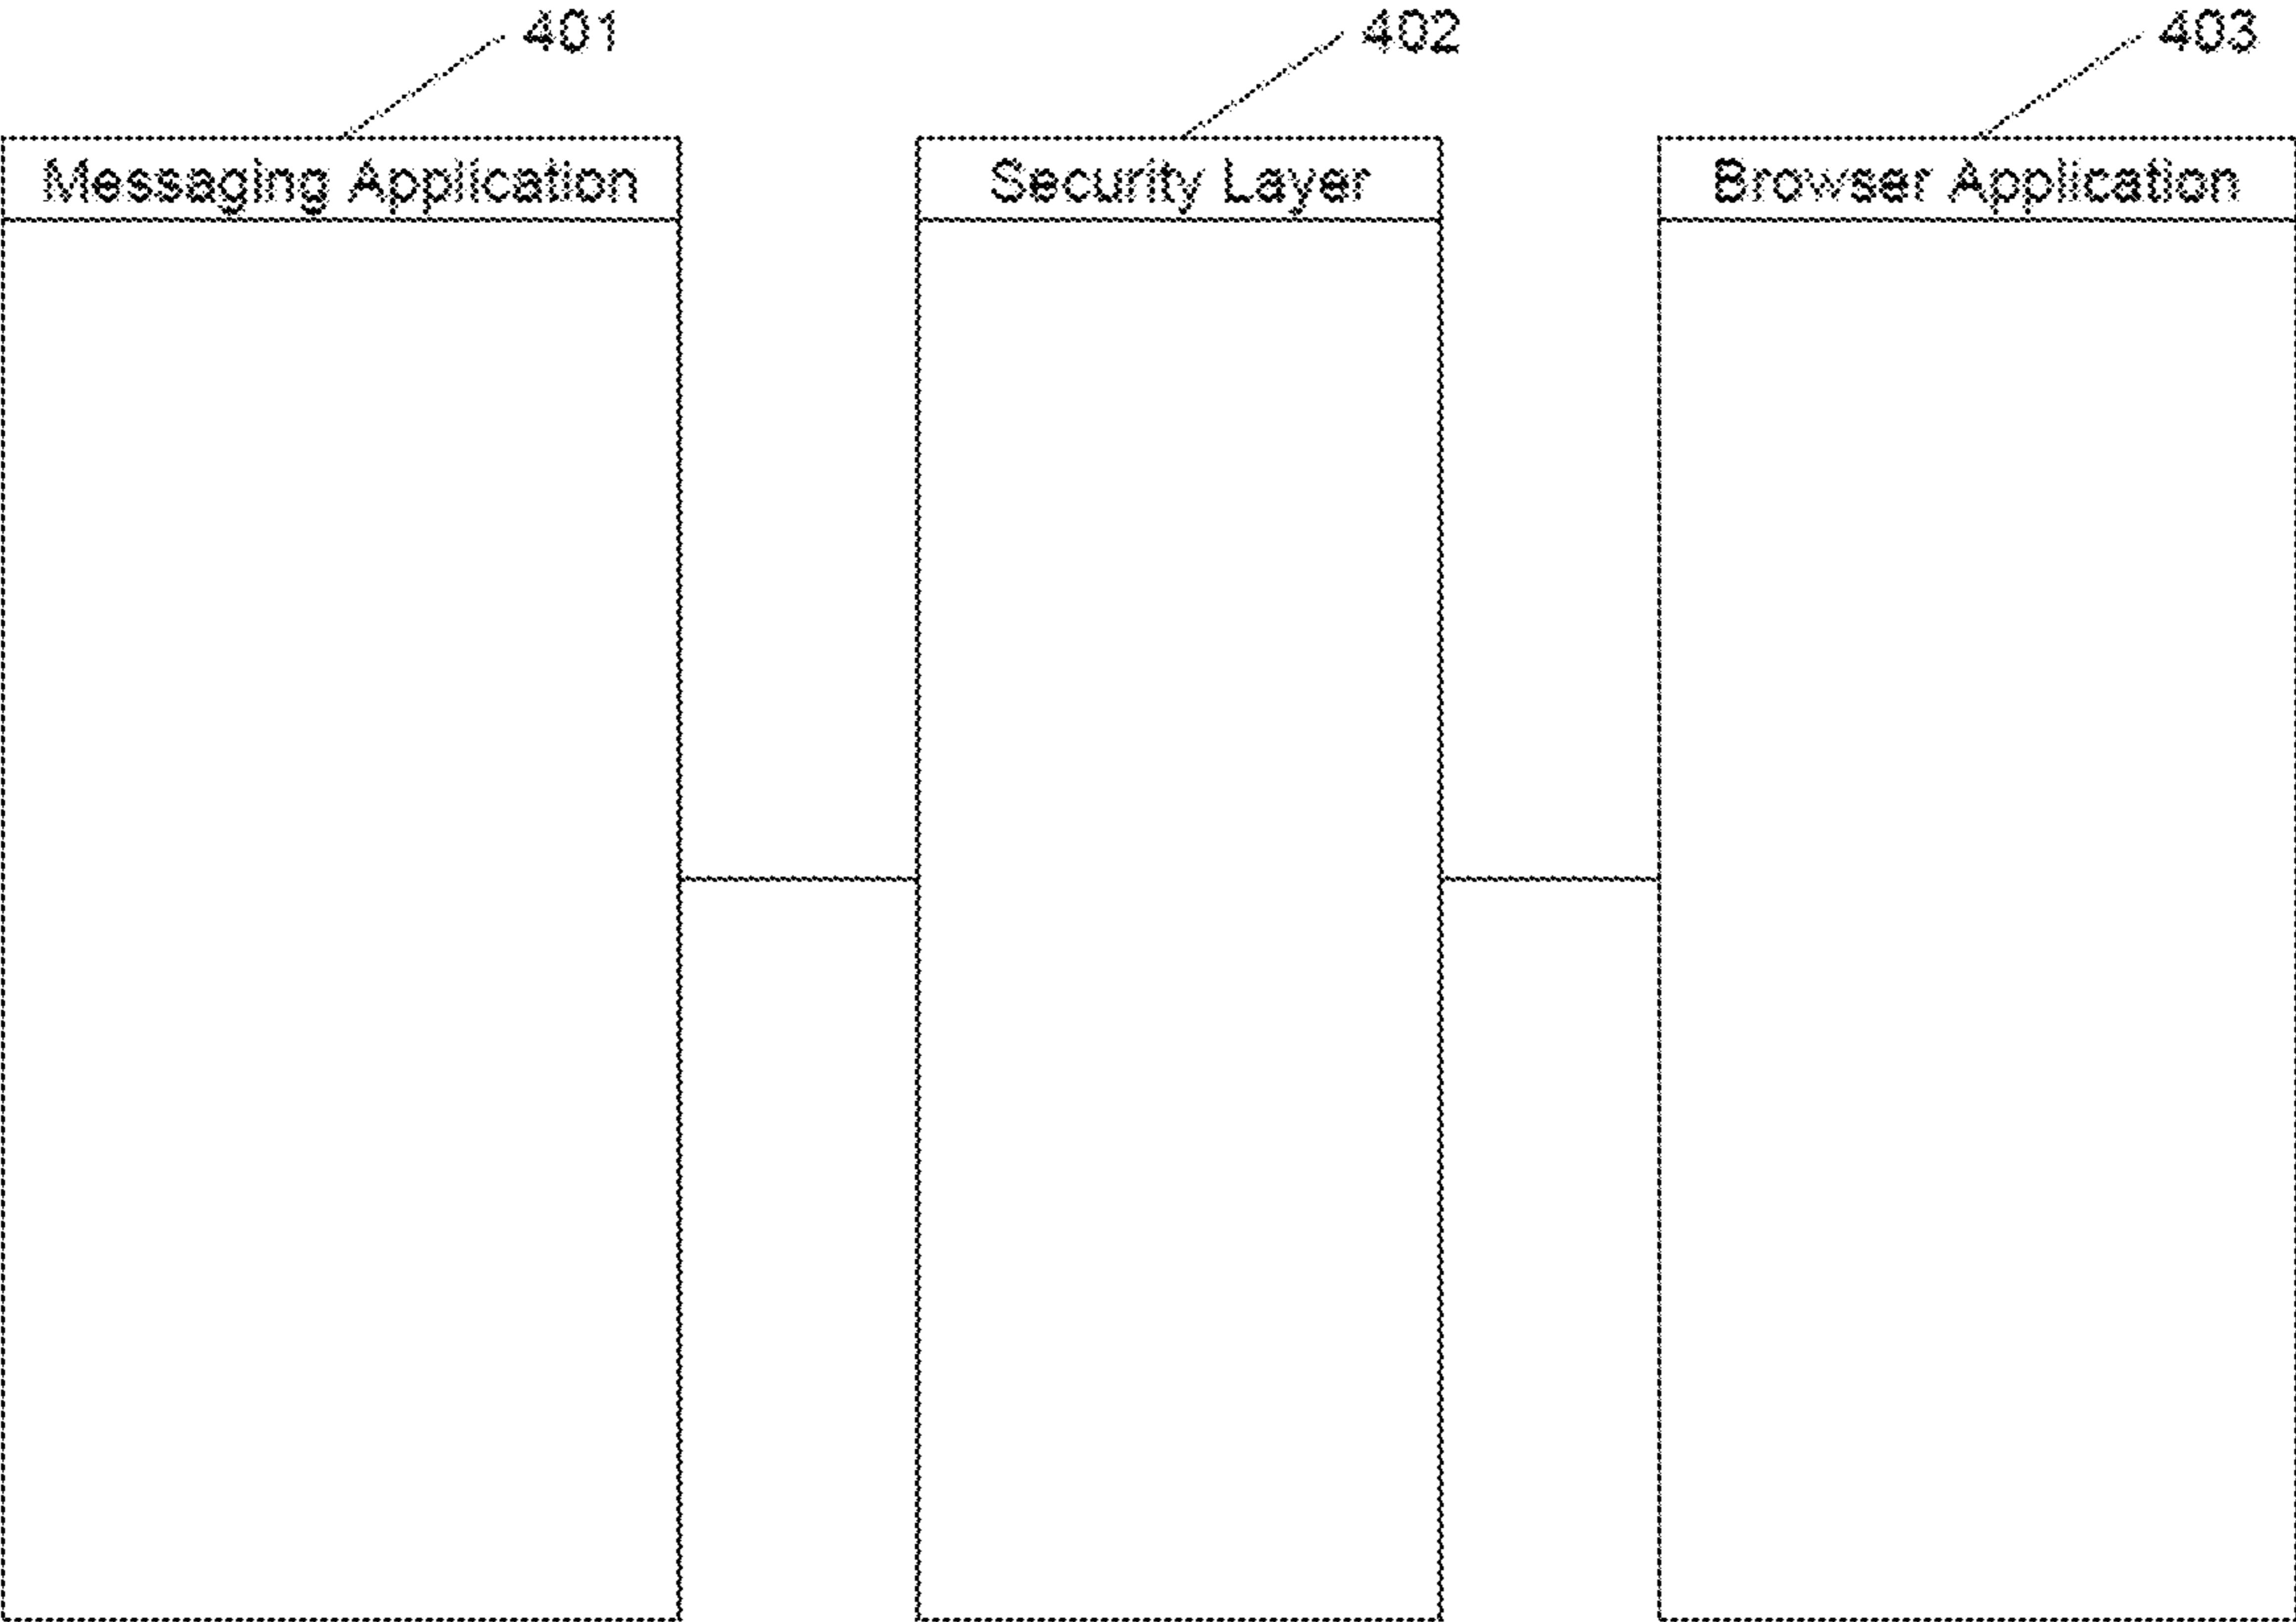 401
402
403
Messaging Application
Security Layer
Browser Application